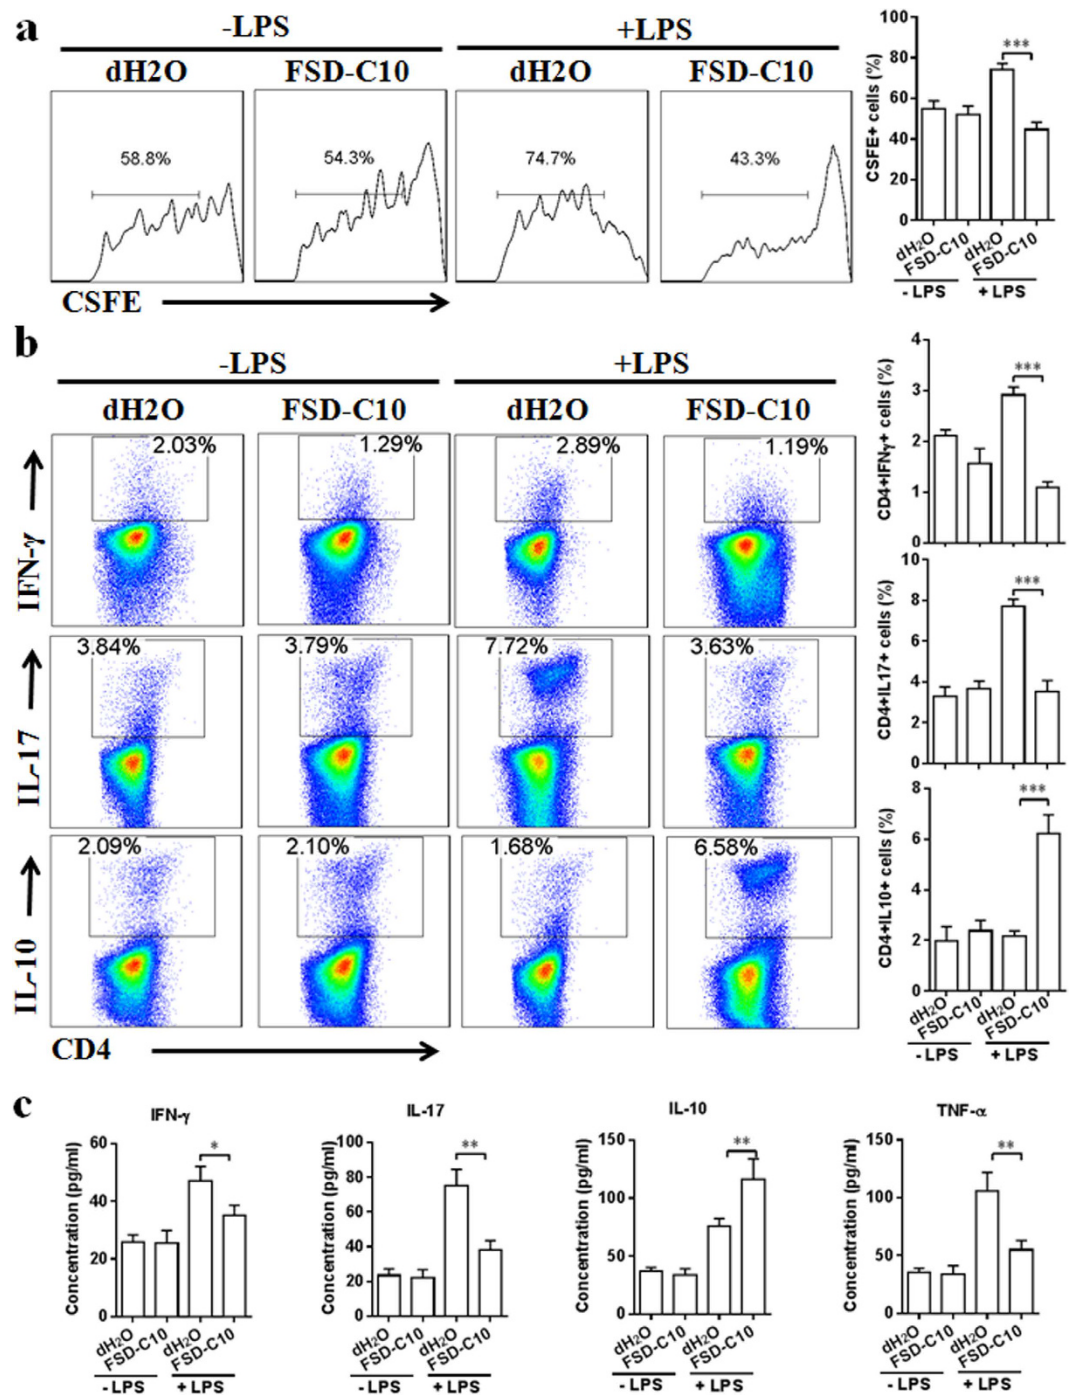 a
-LPS +LPS
dH2O FSD-C10 dH2O FSD-C10
58.8% 54.3% 74.7% 43.3%
CSFE
CSFE+ cells (%)
100
80
60
40
20
0
***
dH2O FSD-C10 dH2O FSD-C10
- LPS + LPS
b
-LPS +LPS
dH2O FSD-C10 dH2O FSD-C10
IFN-γ
2.03% 1.29% 2.89% 1.19%
IL-17
3.84% 3.79% 7.72% 3.63%
IL-10
2.09% 2.10% 1.68% 6.58%
CD4
CD4+IFNγ+ cells (%)
4
3
2
1
0
***
CD4+IL17+ cells (%)
10
8
6
4
2
0
***
CD4+IL10+ cells (%)
8
6
4
2
0
***
dH2O FSD-C10 dH2O FSD-C10
- LPS + LPS
c
IFN-γ
Concentration (pg/ml)
60
40
20
0
*
dH2O FSD-C10 dH2O FSD-C10
- LPS + LPS
IL-17
Concentration (pg/ml)
100
80
60
40
20
0
**
dH2O FSD-C10 dH2O FSD-C10
- LPS + LPS
IL-10
Concentration (pg/ml)
150
100
50
0
**
dH2O FSD-C10 dH2O FSD-C10
- LPS + LPS
TNF-α
Concentration (pg/ml)
150
100
50
0
**
dH2O FSD-C10 dH2O FSD-C10
- LPS + LPS